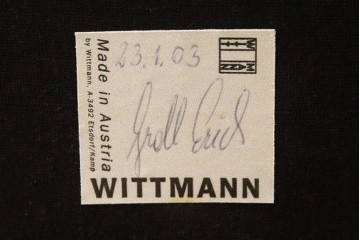 23.1.03
Made in Austria
by Wittmann, A-3492 Etsdorf/Kamp
Groll Erich
WITTMANN